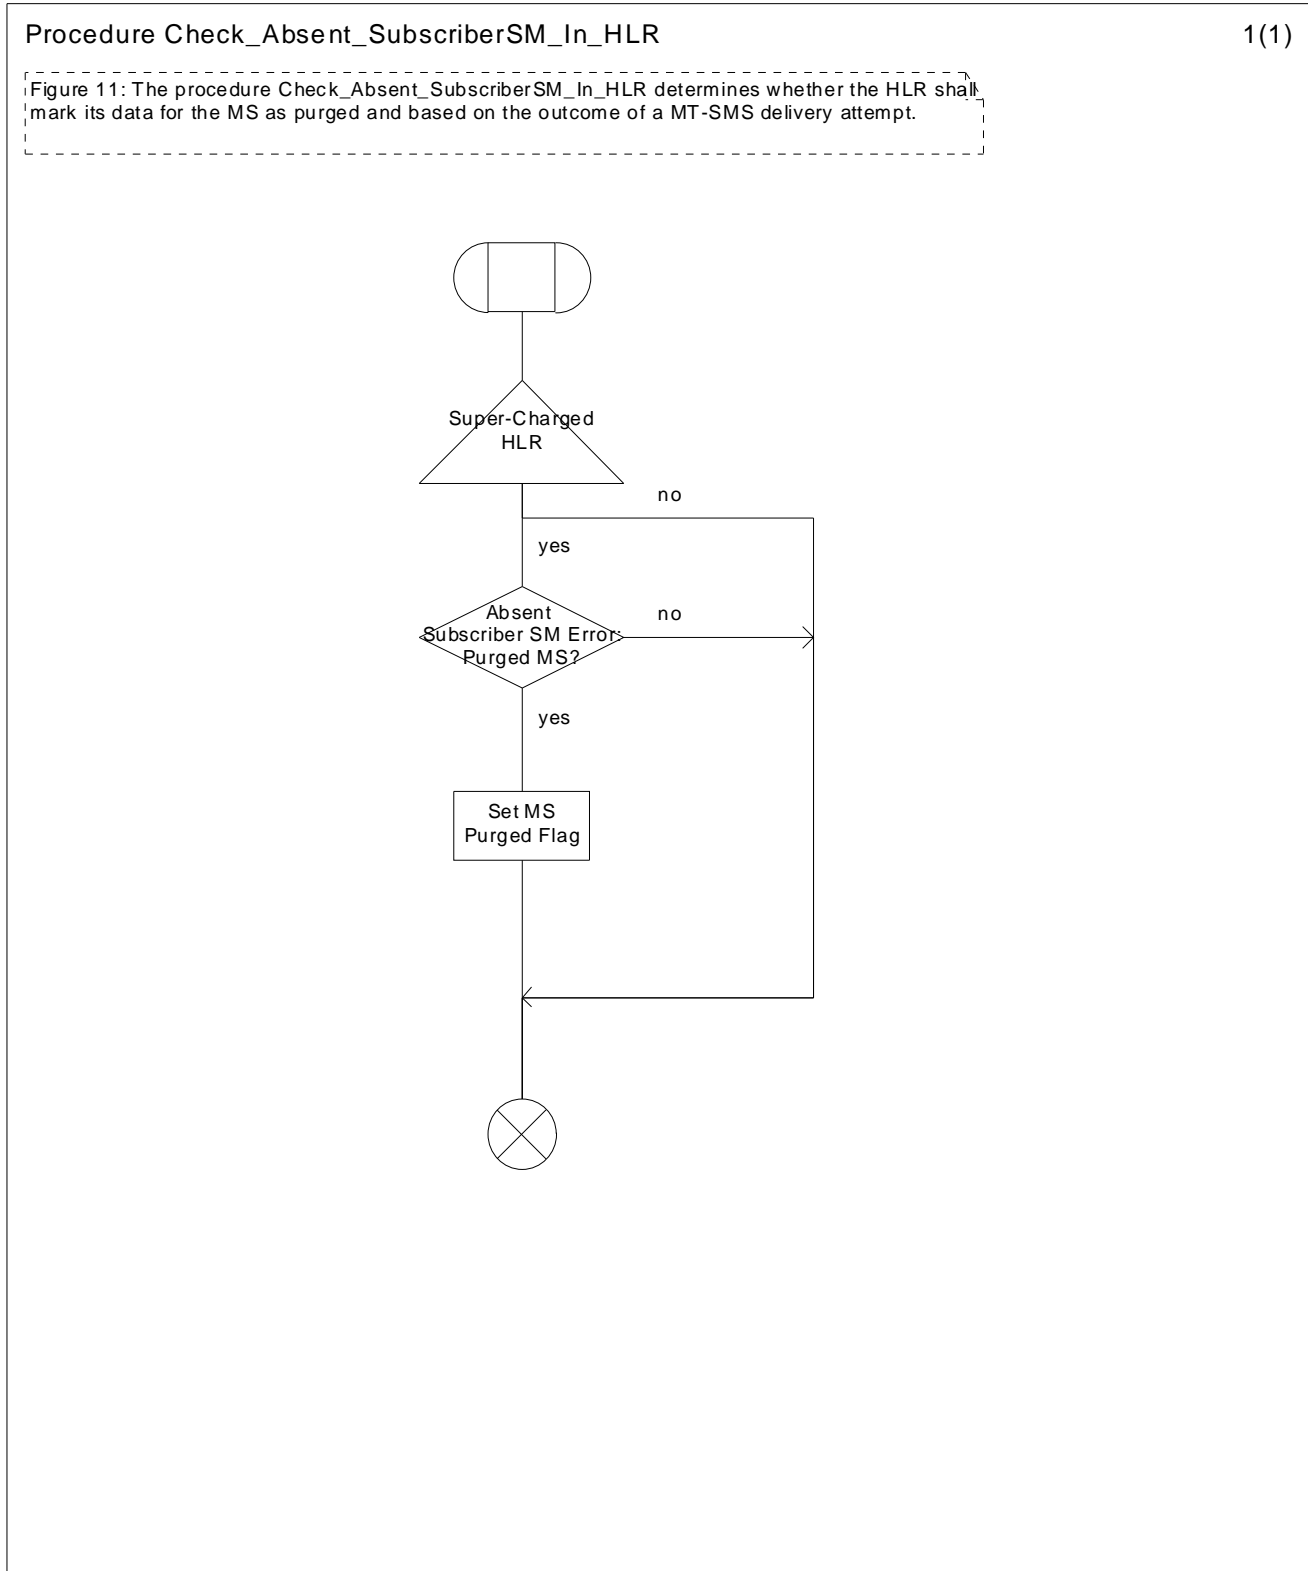 Procedure Check_Absent_SubscriberSM_In_HLR
1(1)
Figure 11: The procedure Check_Absent_SubscriberSM_In_HLR determines whether the HLR shall
mark its data for the MS as purged and based on the outcome of a MT-SMS delivery attempt.
Super-Charged
HLR
no
yes
Absent
Subscriber SM Error:
Purged MS?
no
yes
Set MS
Purged Flag